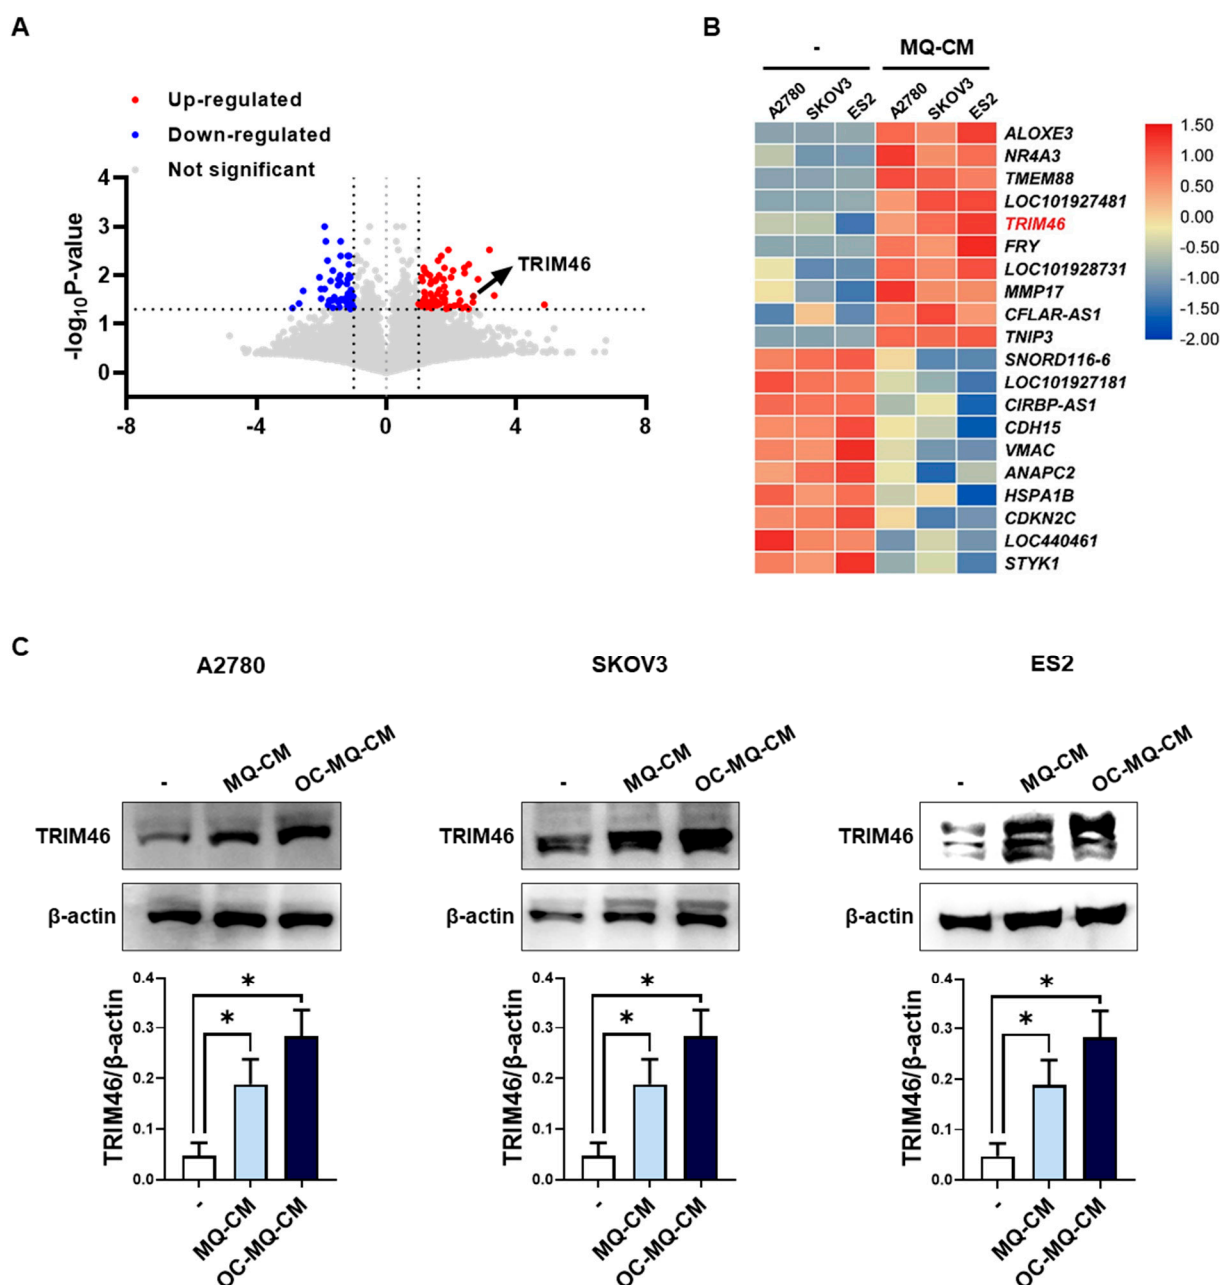 A
Up-regulated
Down-regulated
Not significant
4
3
2
1
0
-log10P-value
TRIM46
-8
-4
0
4
8
B
-
MQ-CM
A2780
SKOV3
ES2
A2780
SKOV3
ES2
ALOXE3
NR4A3
TMEM88
LOC101927481
TRIM46
FRY
LOC101928731
MMP17
CFLAR-AS1
TNIP3
SNORD116-6
LOC101927181
CIRBP-AS1
CDH15
VMAC
ANAPC2
HSPA1B
CDKN2C
LOC440461
STYK1
1.50
1.00
0.50
0.00
-0.50
-1.00
-1.50
-2.00
C
A2780
-
MQ-CM
OC-MQ-CM
TRIM46
β-actin
0.4
0.3
0.2
0.1
0.0
TRIM46/β-actin
*
*
-
MQ-CM
OC-MQ-CM
SKOV3
-
MQ-CM
OC-MQ-CM
TRIM46
β-actin
0.4
0.3
0.2
0.1
0.0
TRIM46/β-actin
*
*
-
MQ-CM
OC-MQ-CM
ES2
-
MQ-CM
OC-MQ-CM
TRIM46
β-actin
0.4
0.3
0.2
0.1
0.0
TRIM46/β-actin
*
*
-
MQ-CM
OC-MQ-CM